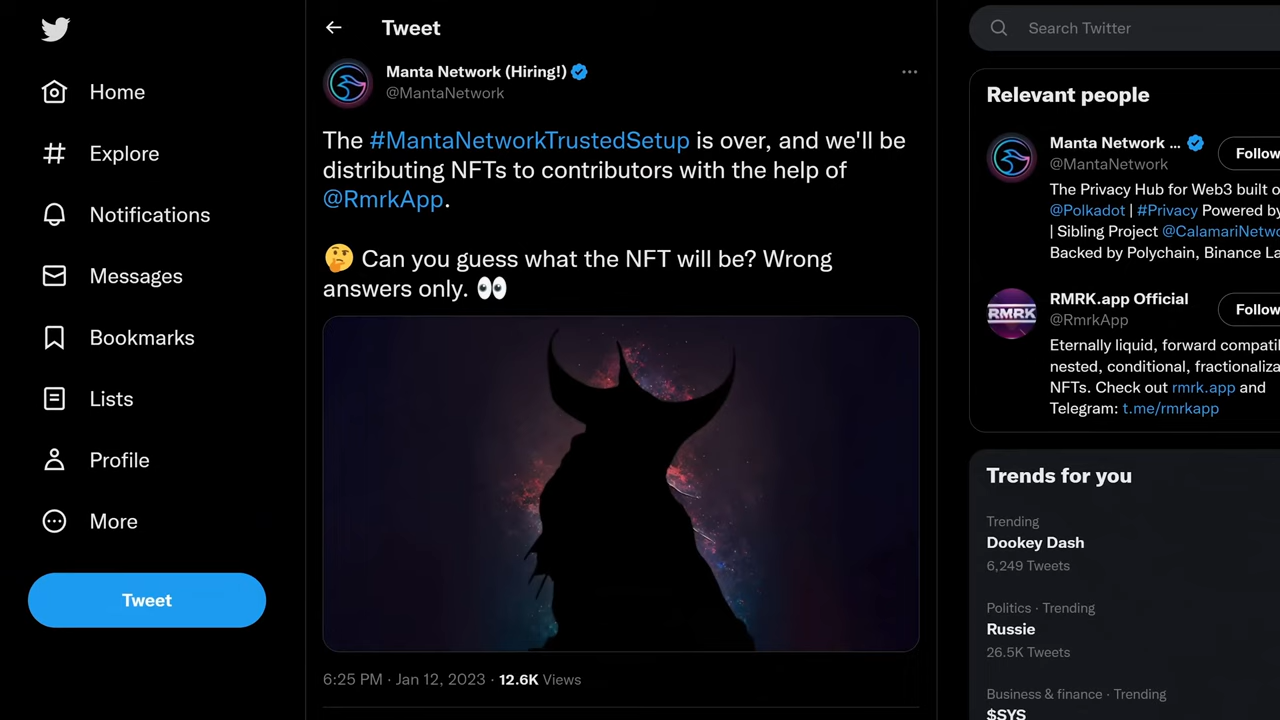 Home
Explore
Notifications
Messages
Bookmarks
Lists
Profile
More
Tweet
Tweet
Manta Network (Hiring!)
@MantaNetwork
The #MantaNetworkTrustedSetup is over, and we'll be
distributing NFTs to contributors with the help of
@RmrkApp.
🤔 Can you guess what the NFT will be? Wrong
answers only. 👀
6:25 PM · Jan 12, 2023 · 12.6K Views
Search Twitter
Relevant people
Manta Network ...
@MantaNetwork
Follow
The Privacy Hub for Web3 built o
@Polkadot | #Privacy Powered by
| Sibling Project @CalamariNetwo
Backed by Polychain, Binance La
RMRK
RMRK.app Official
@RmrkApp
Follow
Eternally liquid, forward compati
nested, conditional, fractionaliza
NFTs. Check out rmrk.app and
Telegram: t.me/rmrkapp
Trends for you
Trending
Dookey Dash
6,249 Tweets
Politics · Trending
Russie
26.5K Tweets
Business & finance · Trending
$SYS